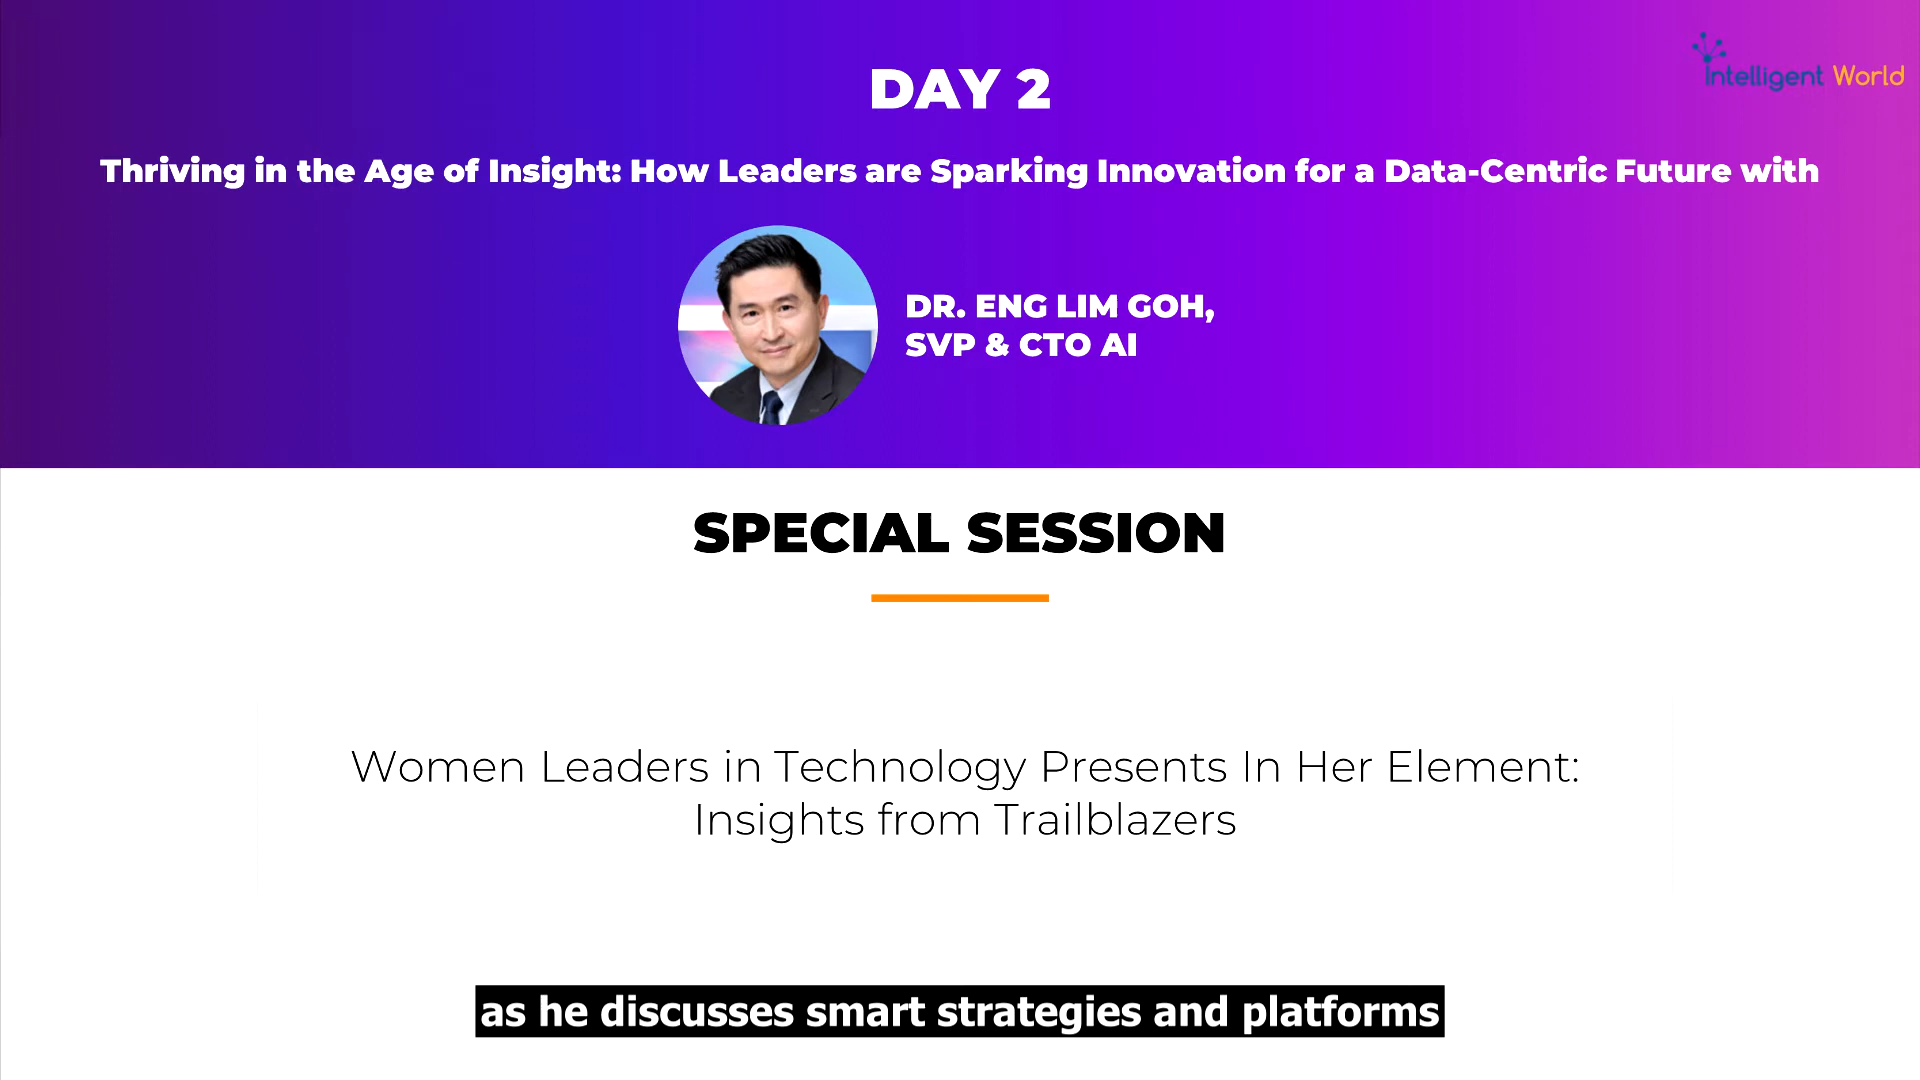 Intelligent World
DAY 2
Thriving in the Age of Insight: How Leaders are Sparking Innovation for a Data-Centric Future with
DR. ENG LIM GOH,
SVP & CTO AI
SPECIAL SESSION
Women Leaders in Technology Presents In Her Element:
Insights from Trailblazers
as he discusses smart strategies and platforms